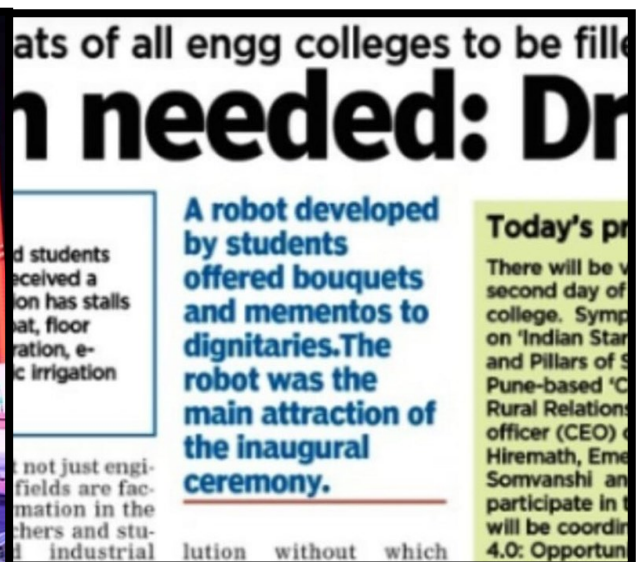 ats of all engg colleges to be fille
n needed: Dr
d students
eceived a
ion has stalls
at, floor
ration, e-
c irrigation
not just engi-
fields are fac-
mation in the
chers and stu-
d industrial
A robot developed
by students
offered bouquets
and mementos to
dignitaries.The
robot was the
main attraction of
the inaugural
ceremony.
lution without which
Today's pr
There will be v
second day of
college. Symp
on 'Indian Star
and Pillars of S
Pune-based 'C
Rural Relations
officer (CEO)
Hiremath, Eme
Somvanshi an
participate in t
will be coordin
4.0: Opportun